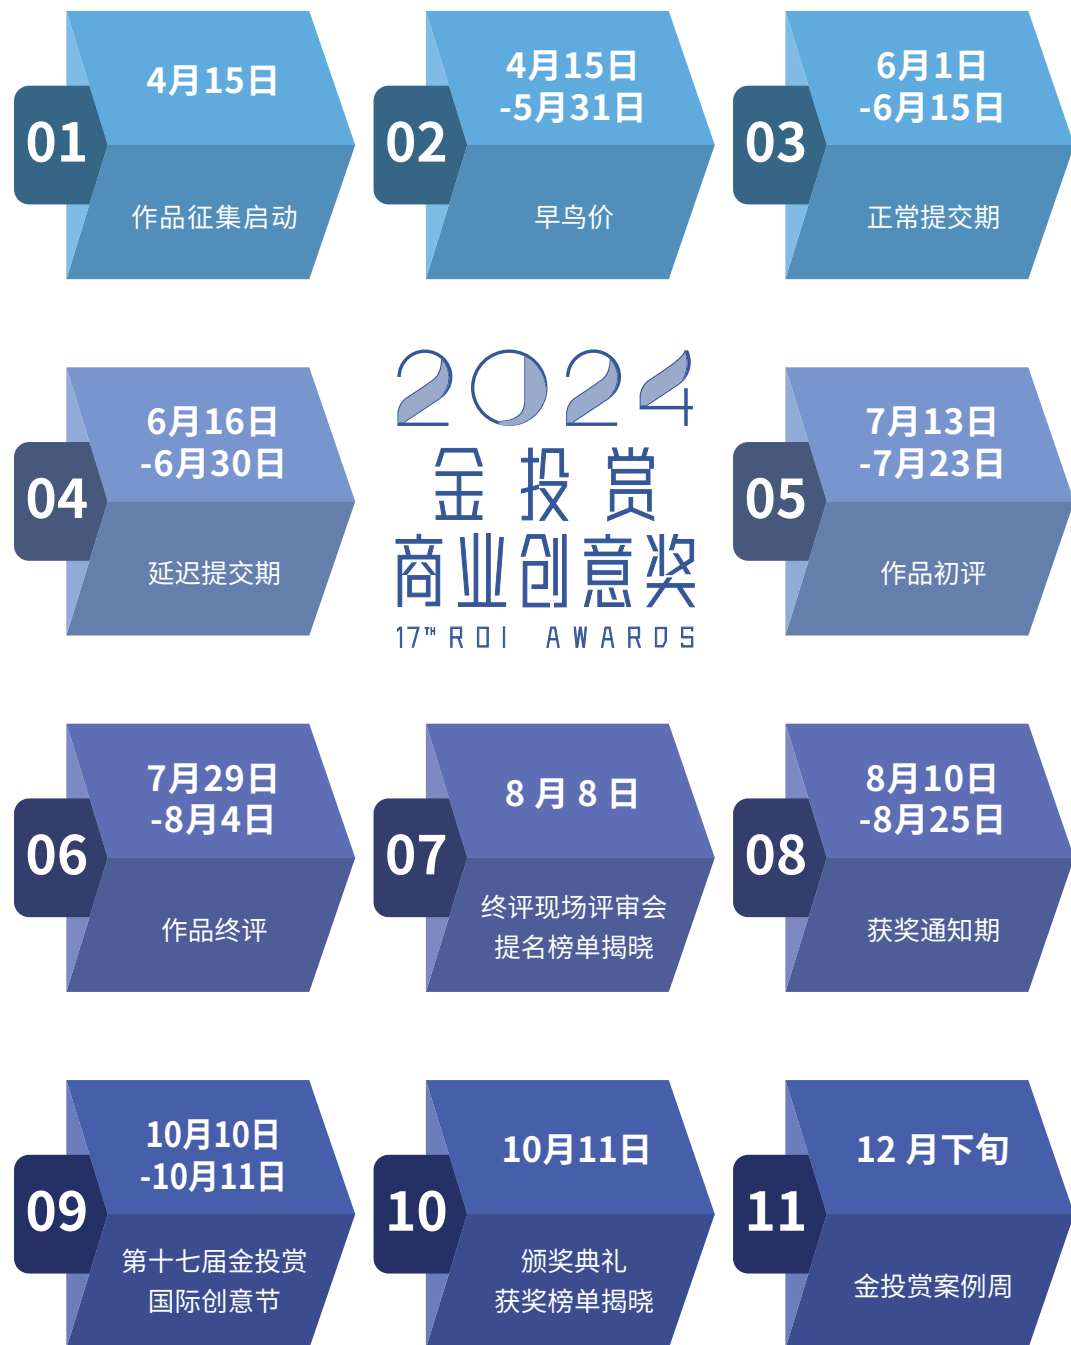 01
4月15日
作品征集启动
02
4月15日
-5月31日
早鸟价
03
6月1日
-6月15日
正常提交期
04
6月16日
-6月30日
延迟提交期
2024
金投赏
商业创意奖
17TH ROI AWARDS
05
7月13日
-7月23日
作品初评
06
7月29日
-8月4日
作品终评
07
8 月 8 日
终评现场评审会
提名榜单揭晓
08
8月10日
-8月25日
获奖通知期
09
10月10日
-10月11日
第十七届金投赏
国际创意节
10
10月11日
颁奖典礼
获奖榜单揭晓
11
12 月下旬
金投赏案例周